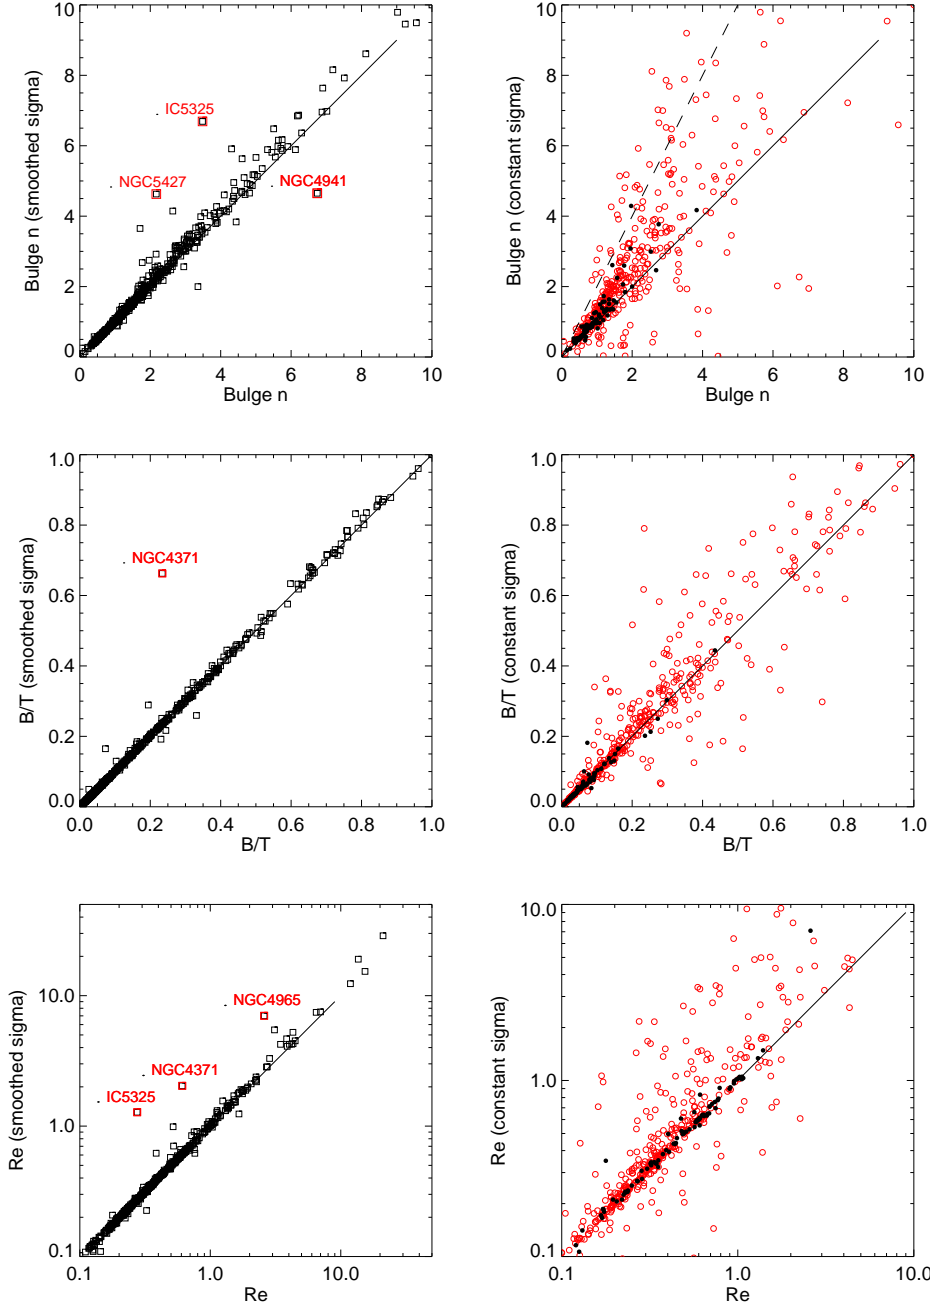 10
8
6
4
2
0
Bulge n (smoothed sigma)
IC5325
NGC5427
NGC4941
0 2 4 6 8 10
Bulge n
10
8
6
4
2
0
Bulge n (constant sigma)
0 2 4 6 8 10
Bulge n
1.0
0.8
0.6
0.4
0.2
0.0
B/T (smoothed sigma)
NGC4371
0.0 0.2 0.4 0.6 0.8 1.0
B/T
1.0
0.8
0.6
0.4
0.2
0.0
B/T (constant sigma)
0.0 0.2 0.4 0.6 0.8 1.0
B/T
10.0
1.0
0.1
Re (smoothed sigma)
NGC4965
NGC4371
IC5325
0.1 1.0 10.0
Re
10.0
1.0
0.1
Re (constant sigma)
0.1 1.0 10.0
Re